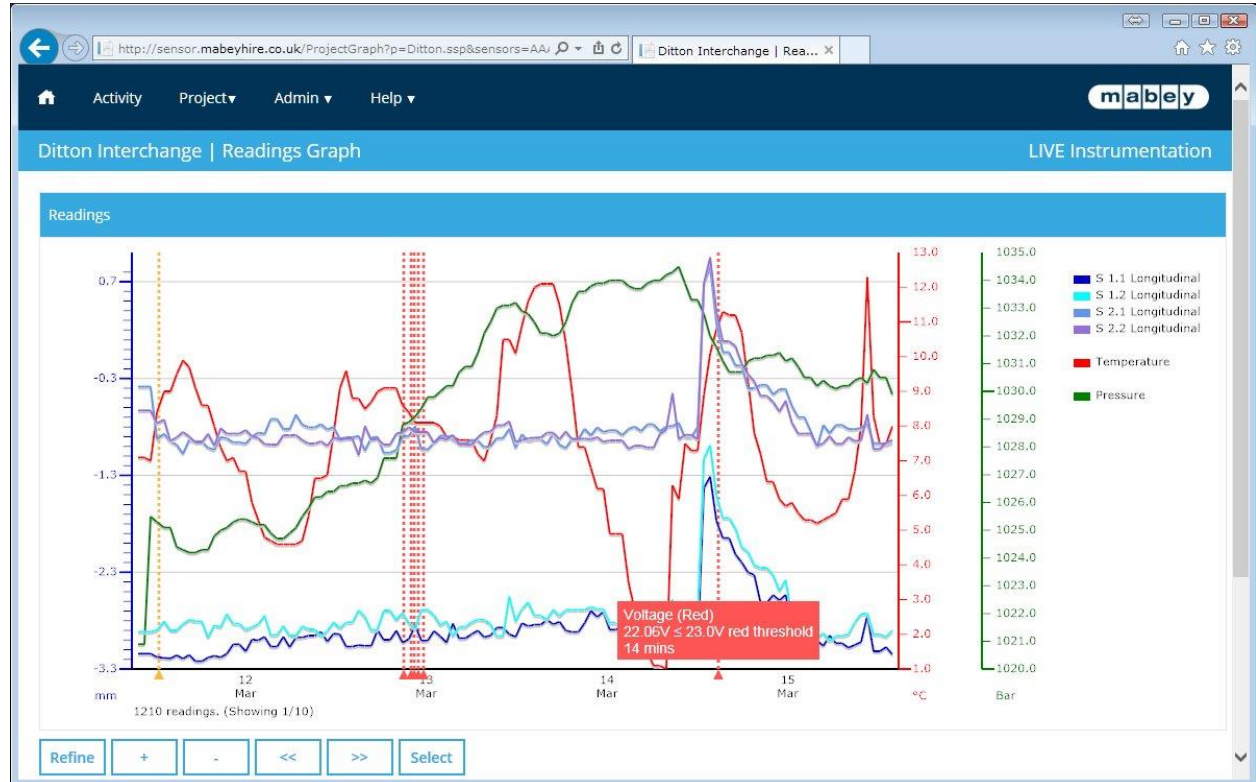 http://sensor.mabeyhire.co.uk/ProjectGraph?p=Ditton.ssp&sensors=AA
Ditton Interchange | Rea...
Activity Project Admin Help
mabey
Ditton Interchange | Readings Graph
LIVE Instrumentation
Readings
0.7
-1.3
-3.3
mm
12
Mar
13
Mar
14
Mar
15
Mar
13.0
12.0
11.0
10.0
9.0
8.0
7.0
6.0
5.0
4.0
3.0
2.0
1.0
°C
1035.0
1034.0
1033.0
1032.0
1031.0
1030.0
1029.0
1028.0
1027.0
1026.0
1025.0
1024.0
1023.0
1022.0
1021.0
1020.0
Bar
S 1 1 Longitudinal
S 1 2 Longitudinal
S 2 1 Longitudinal
S 2 2 Longitudinal
Temperature
Pressure
Voltage (Red)
22.06V ≤ 23.0V red threshold
14 mins
1210 readings. (Showing 1/10)
Refine + - << >> Select